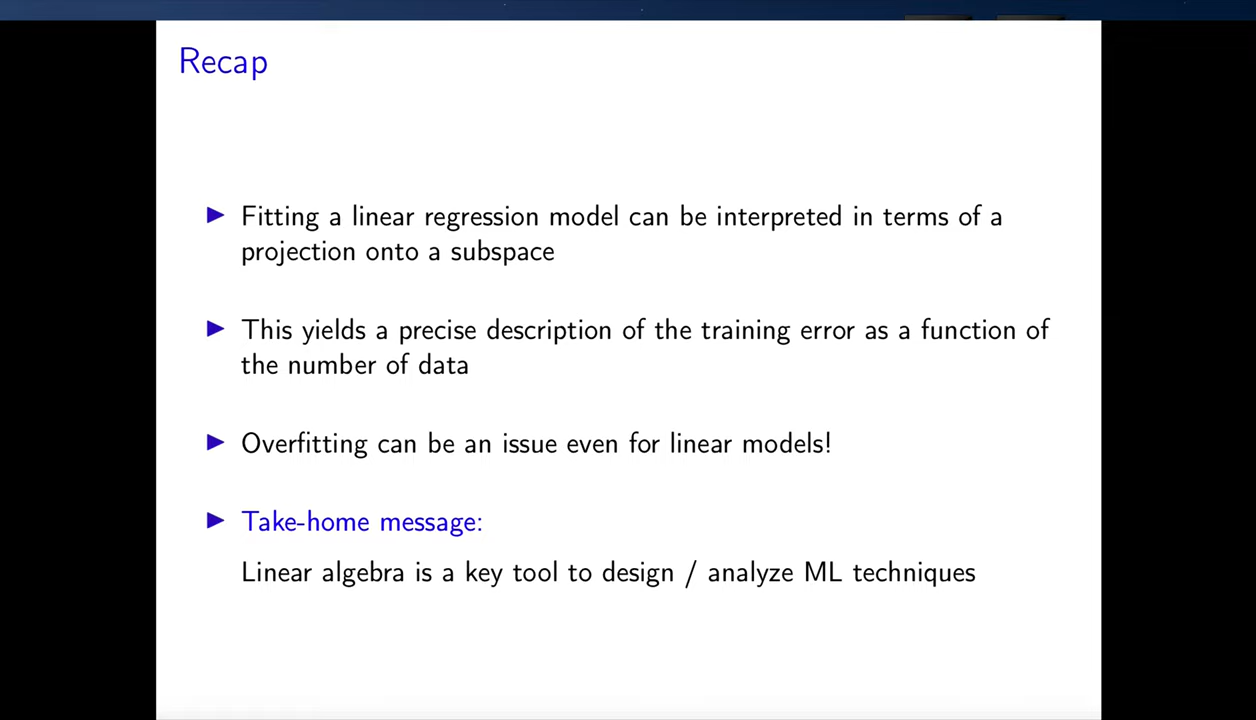 Recap
Fitting a linear regression model can be interpreted in terms of a
projection onto a subspace
This yields a precise description of the training error as a function of
the number of data
Overfitting can be an issue even for linear models!
Take-home message:
Linear algebra is a key tool to design / analyze ML techniques